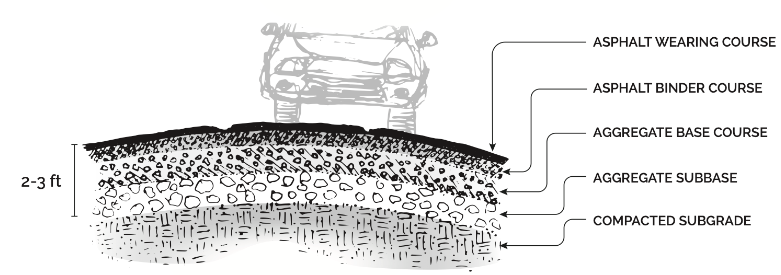 ASPHALT WEARING COURSE
ASPHALT BINDER COURSE
AGGREGATE BASE COURSE
2-3 ft
AGGREGATE SUBBASE
COMPACTED SUBGRADE